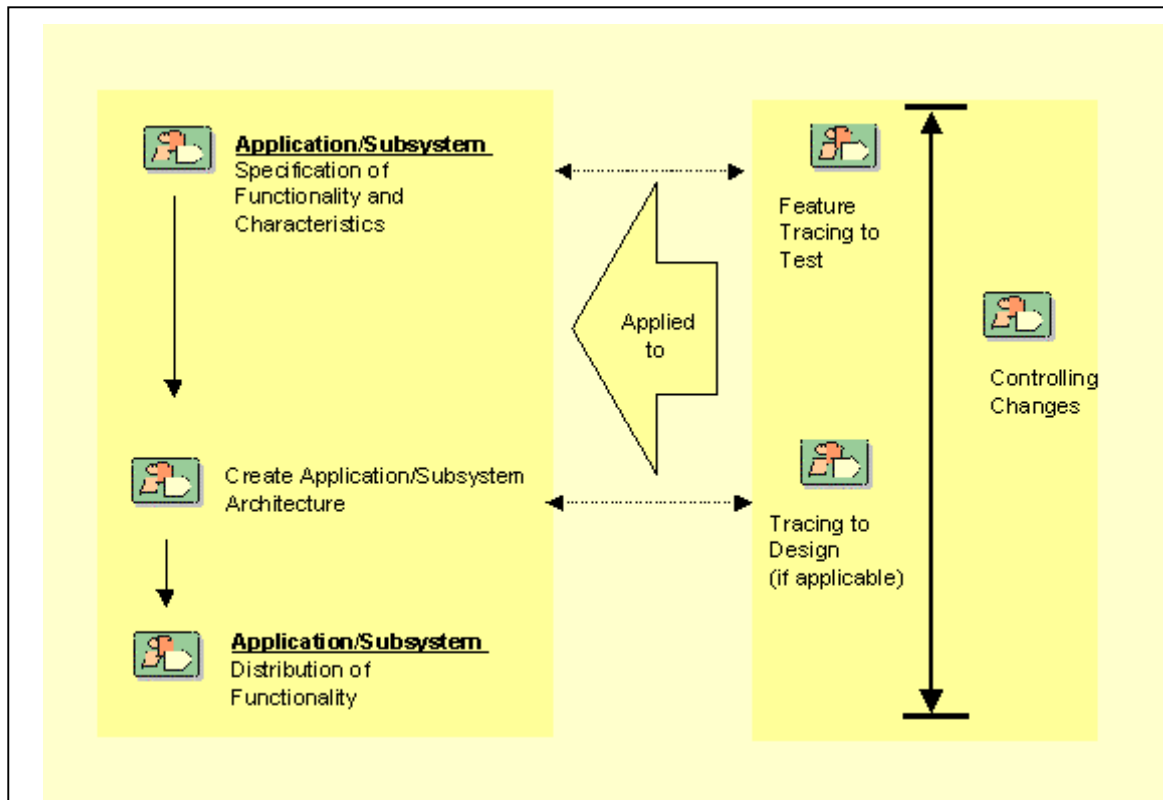 Application/Subsystem
Specification of
Functionality and
Characteristics
Create Application/Subsystem
Architecture
Application/Subsystem
Distribution of
Functionality
Applied
to
Feature
Tracing to
Test
Tracing to
Design
(if applicable)
Controlling
Changes